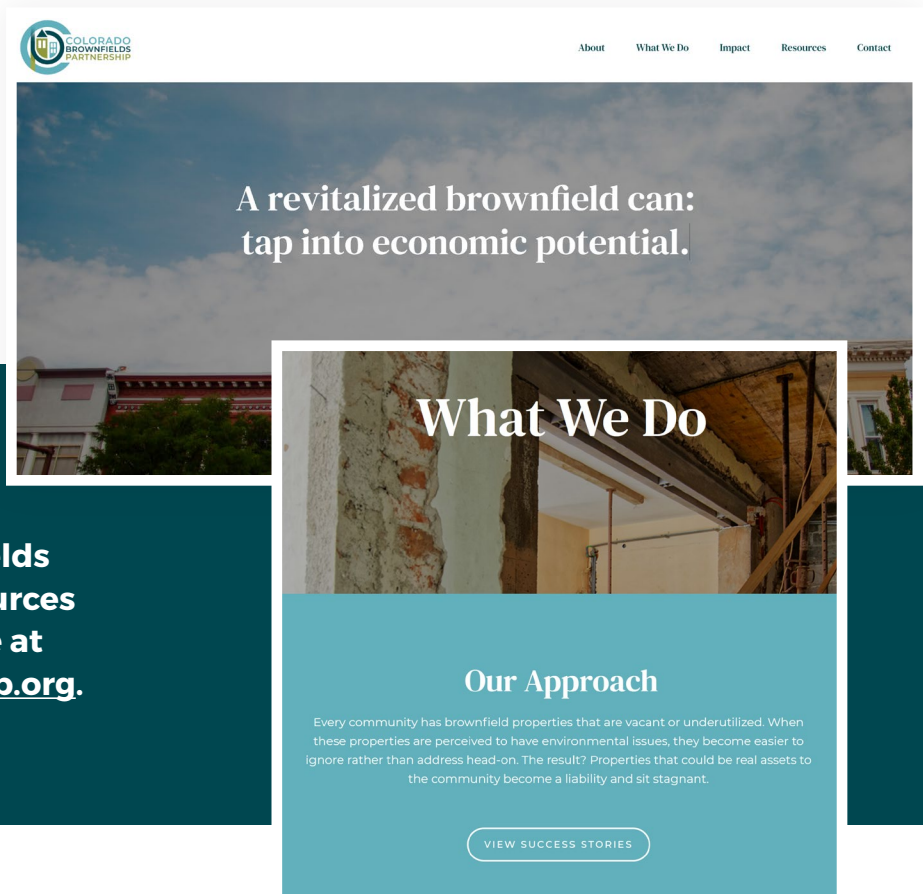 COLORADO
BROWNFIELDS
PARTNERSHIP
About What We Do Impact Resources Contact
A revitalized brownfield can:
tap into economic potential.
What We Do
Our Approach
Every community has brownfield properties that are vacant or underutilized. When
these properties are perceived to have environmental issues, they become easier to
ignore rather than address head-on. The result? Properties that could be real assets to
the community become a liability and sit stagnant.
VIEW SUCCESS STORIES
at